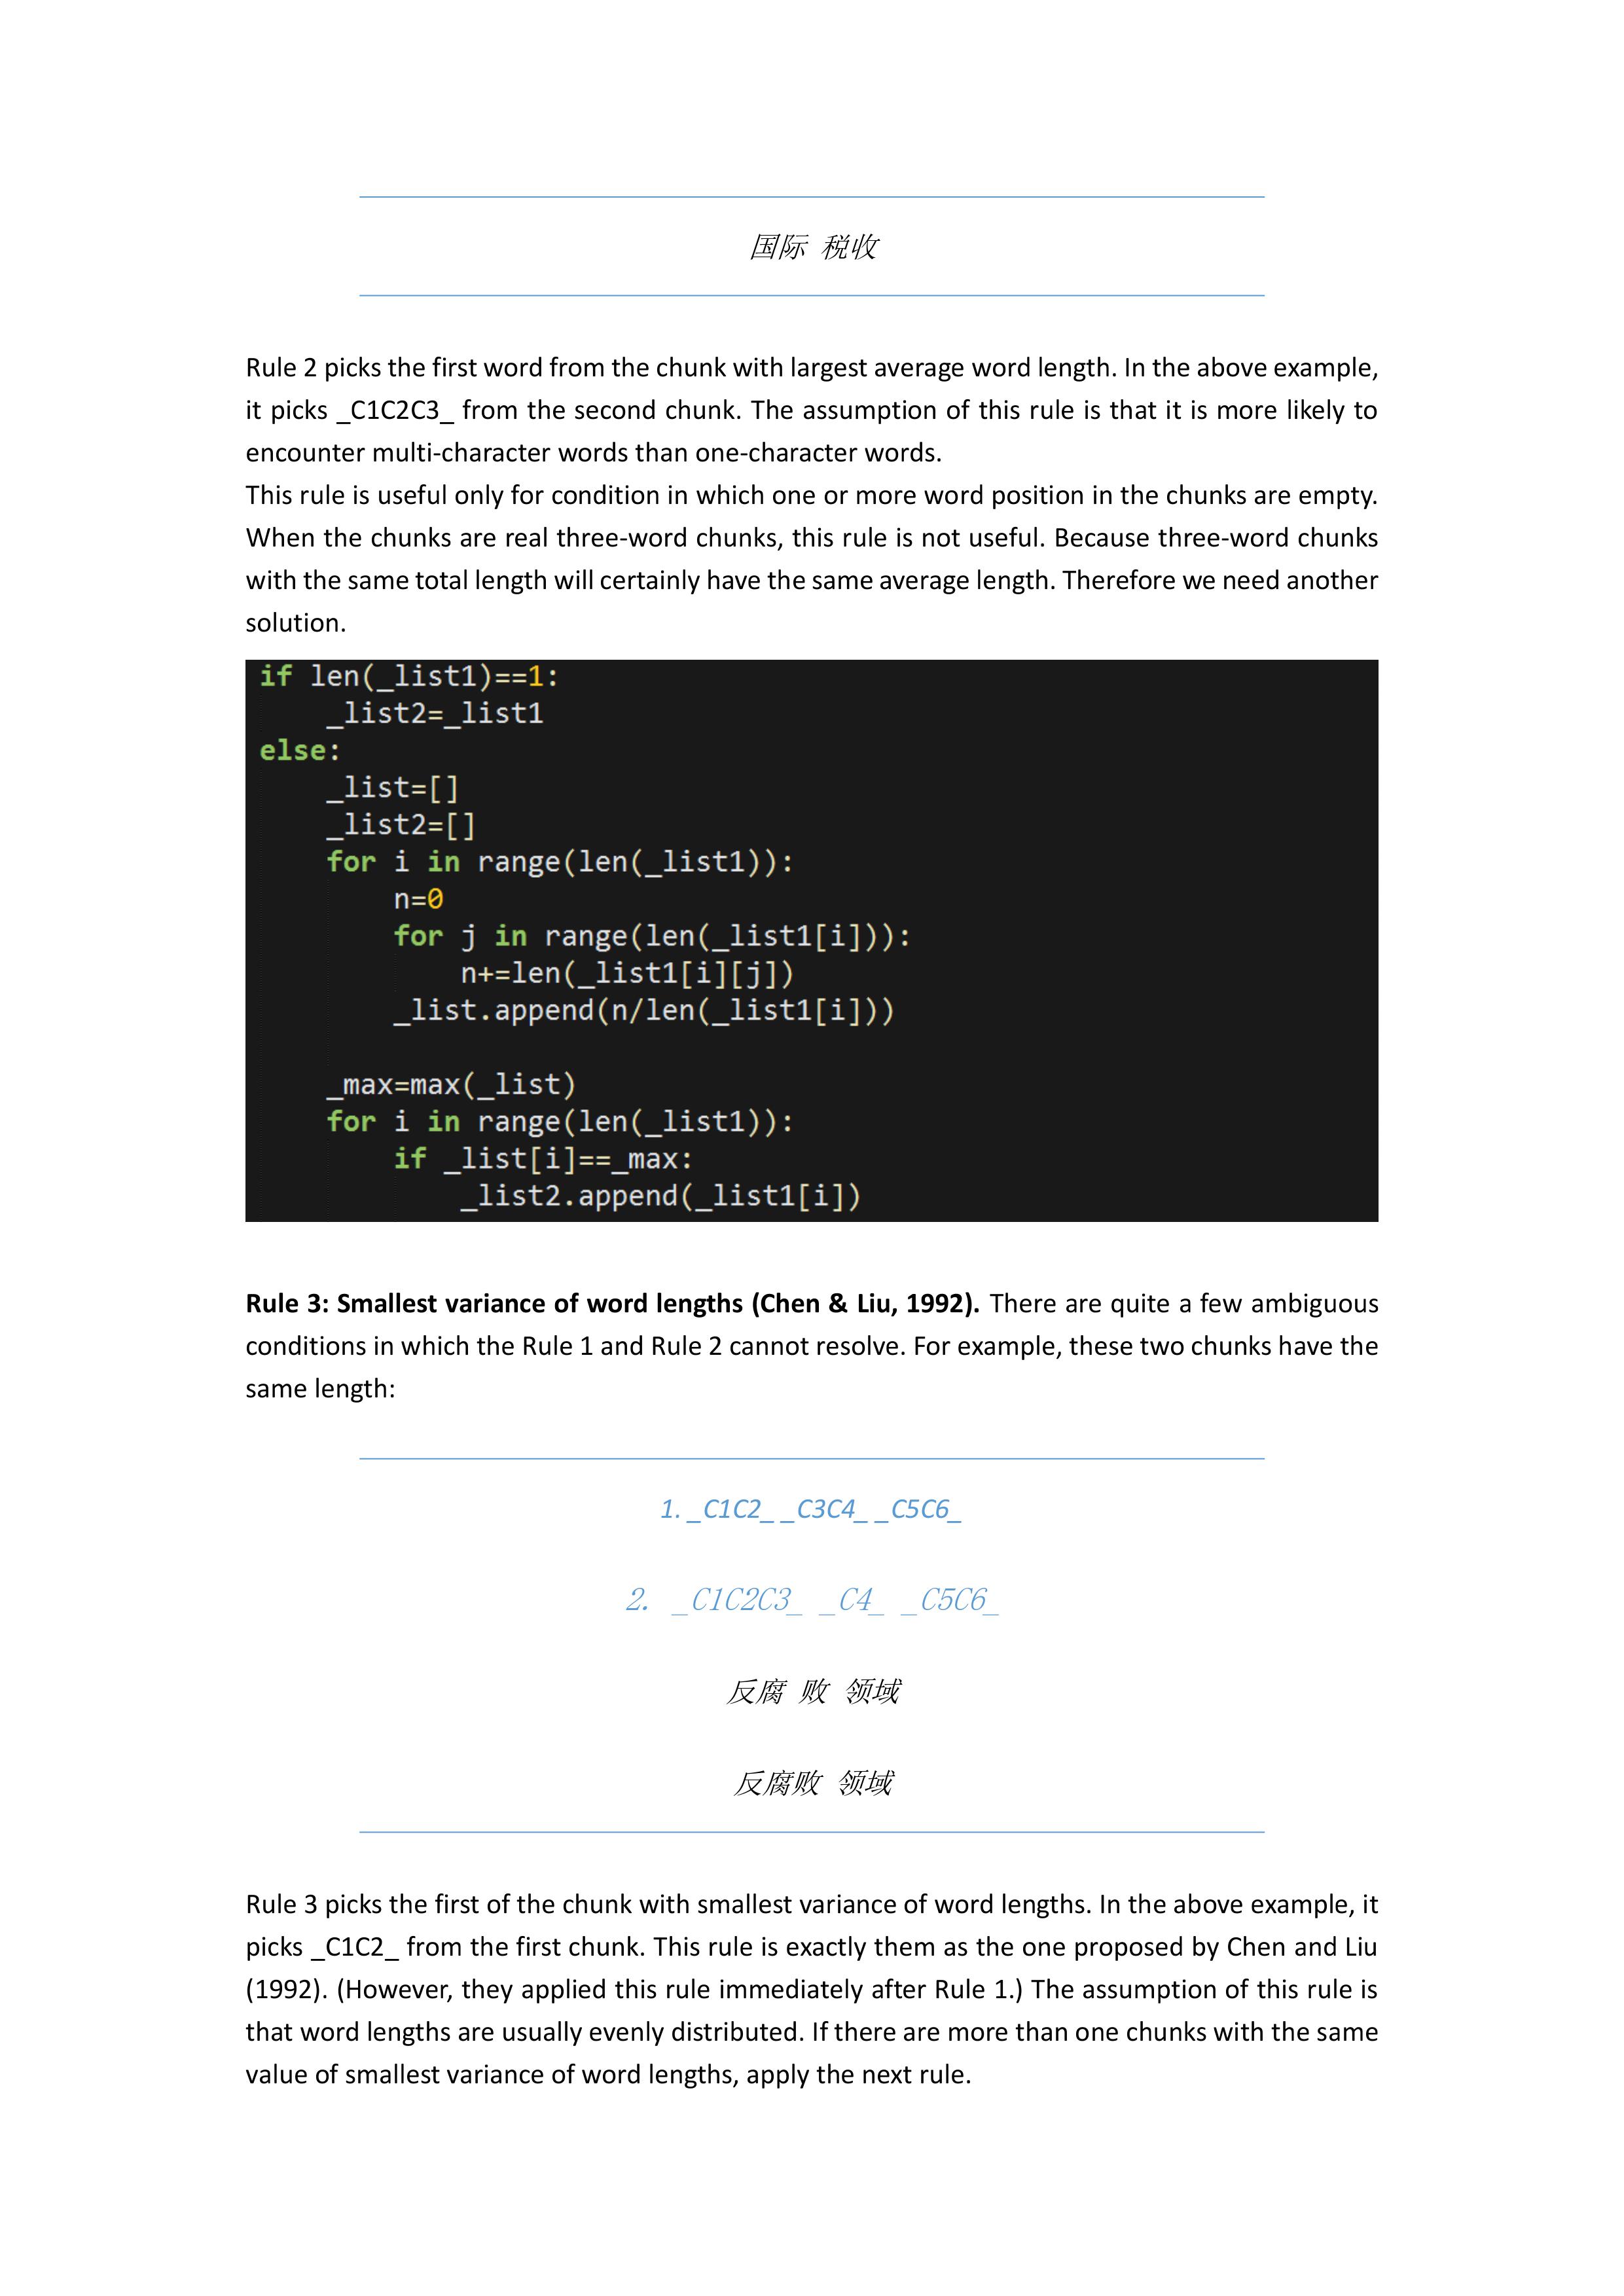 国际 税收
Rule 2 picks the first word from the chunk with largest average word length. In the above example,
it picks _C1C2C3_ from the second chunk. The assumption of this rule is that it is more likely to
encounter multi-character words than one-character words.
This rule is useful only for condition in which one or more word position in the chunks are empty.
When the chunks are real three-word chunks, this rule is not useful. Because three-word chunks
with the same total length will certainly have the same average length. Therefore we need another
solution.
if len(_list1)==1:
    _list2=_list1
else:
    _list=[]
    _list2=[]
    for i in range(len(_list1)):
        n=0
        for j in range(len(_list1[i])):
            n+=len(_list1[i][j])
        _list.append(n/len(_list1[i]))
    _max=max(_list)
    for i in range(len(_list1)):
        if _list[i]==_max:
            _list2.append(_list1[i])
Rule 3: Smallest variance of word lengths (Chen & Liu, 1992). There are quite a few ambiguous
conditions in which the Rule 1 and Rule 2 cannot resolve. For example, these two chunks have the
same length:
1. _C1C2_ _C3C4_ _C5C6_
2. _C1C2C3_ _C4_ _C5C6_
反腐 败 领域
反腐败 领域
Rule 3 picks the first of the chunk with smallest variance of word lengths. In the above example, it
picks _C1C2_ from the first chunk. This rule is exactly them as the one proposed by Chen and Liu
(1992). (However, they applied this rule immediately after Rule 1.) The assumption of this rule is
that word lengths are usually evenly distributed. If there are more than one chunks with the same
value of smallest variance of word lengths, apply the next rule.